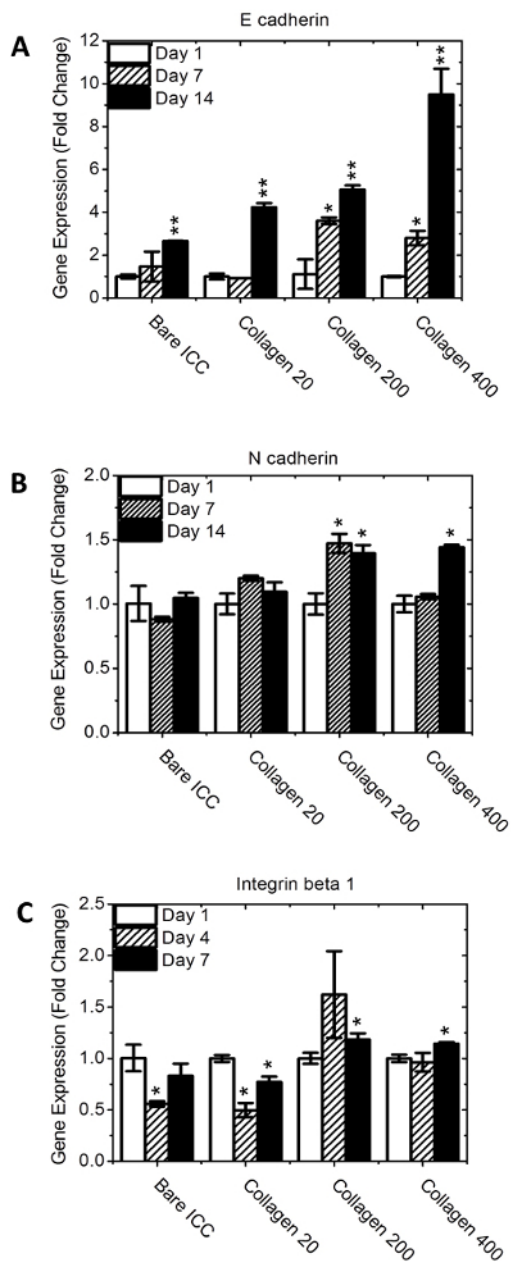 A
E cadherin
Gene Expression (Fold Change)
12
10
8
6
4
2
0
Day 1
Day 7
Day 14
**
**
*
**
*
**
Bare ICC
Collagen 20
Collagen 200
Collagen 400
B
N cadherin
Gene Expression (Fold Change)
2.0
1.5
1.0
0.5
0.0
Day 1
Day 7
Day 14
*
*
*
Bare ICC
Collagen 20
Collagen 200
Collagen 400
C
Integrin beta 1
Gene Expression (Fold Change)
2.5
2.0
1.5
1.0
0.5
0.0
Day 1
Day 4
Day 7
*
*
*
*
*
Bare ICC
Collagen 20
Collagen 200
Collagen 400